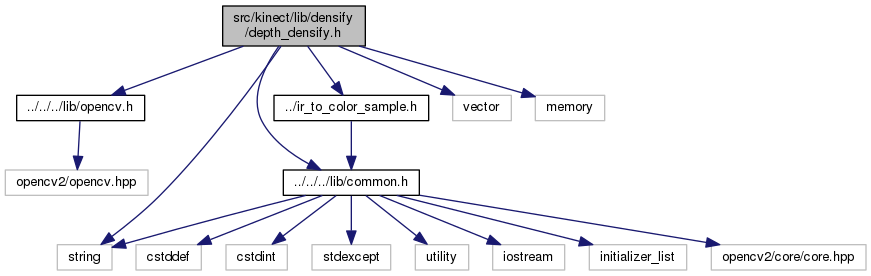 src/kinect/lib/densify
/depth_densify.h
../../../lib/opencv.h
../ir_to_color_sample.h
vector
memory
opencv2/opencv.hpp
../../../lib/common.h
string
cstddef
cstdint
stdexcept
utility
iostream
initializer_list
opencv2/core/core.hpp